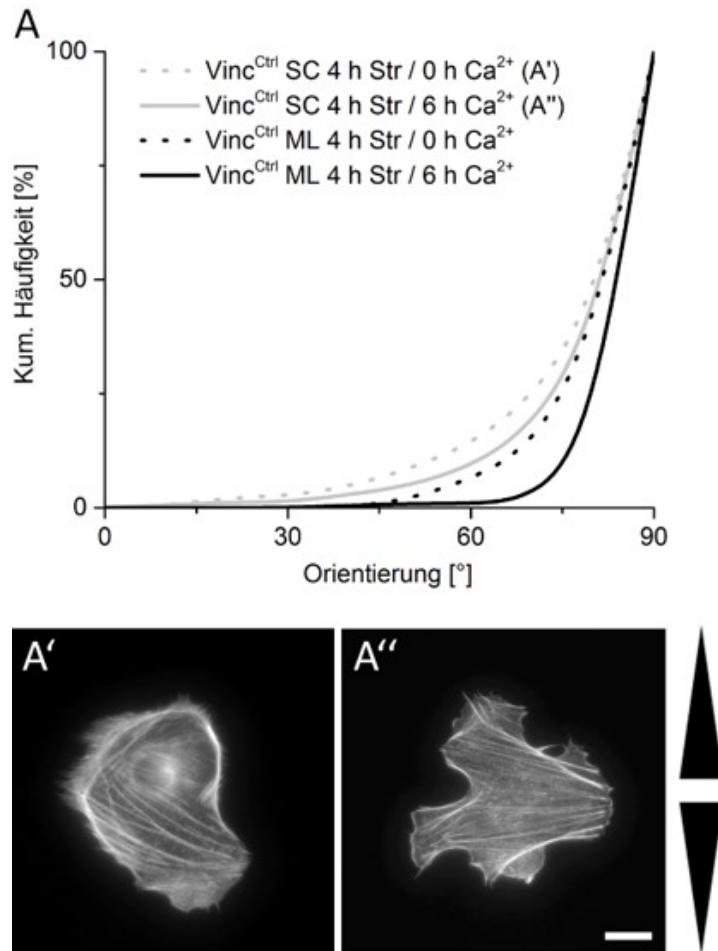 A
100
50
0
Kum. Häufigkeit [%]
Vinc^Ctrl SC 4 h Str / 0 h Ca²⁺ (A')
Vinc^Ctrl SC 4 h Str / 6 h Ca²⁺ (A'')
Vinc^Ctrl ML 4 h Str / 0 h Ca²⁺
Vinc^Ctrl ML 4 h Str / 6 h Ca²⁺
0 30 60 90
Orientierung [°]
A‘
A‘‘